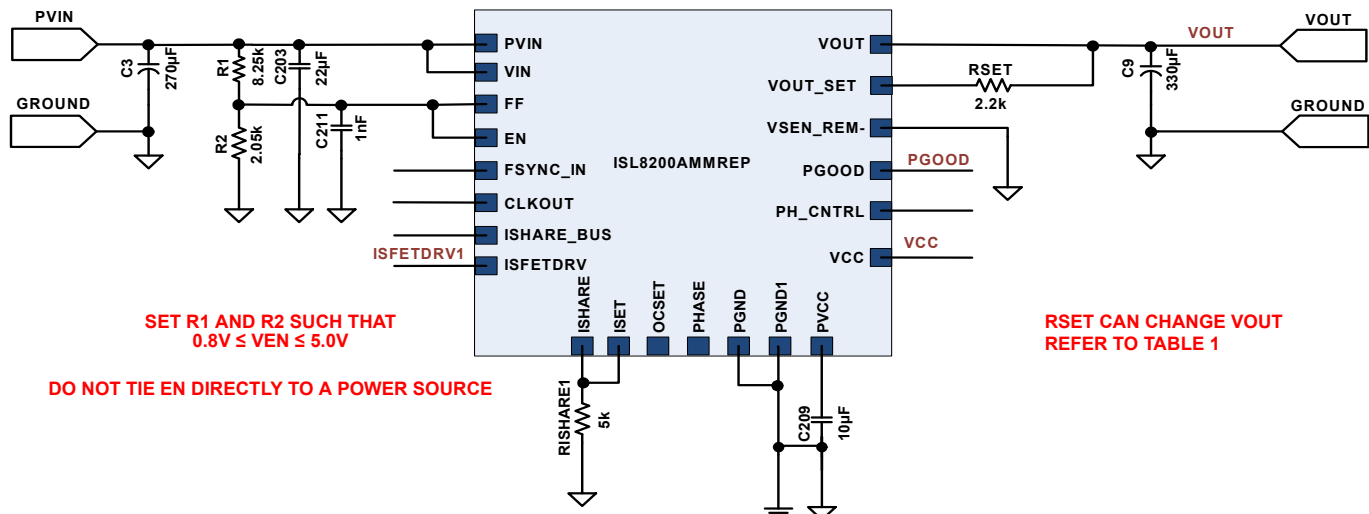 PVIN
C3
270µF
R1
8.25k
C203
22µF
GROUND
R2
2.05k
C211
1nF
PVIN
VIN
FF
EN
FSYNC_IN
CLKOUT
ISHARE_BUS
ISFETDRV
ISFETDRV1
ISL8200AMMREP
VOUT
VOUT_SET
VSEN_REM-
PGOOD
PH_CNTRL
VCC
PGOOD
VCC
RSET
2.2k
VOUT
C9
330µF
VOUT
GROUND
ISHARE
ISET
OCSET
PHASE
PGND
PGND1
PVCC
RISHARE1
5k
C209
10µF
SET R1 AND R2 SUCH THAT
0.8V ≤ VEN ≤ 5.0V
DO NOT TIE EN DIRECTLY TO A POWER SOURCE
RSET CAN CHANGE VOUT
REFER TO TABLE 1